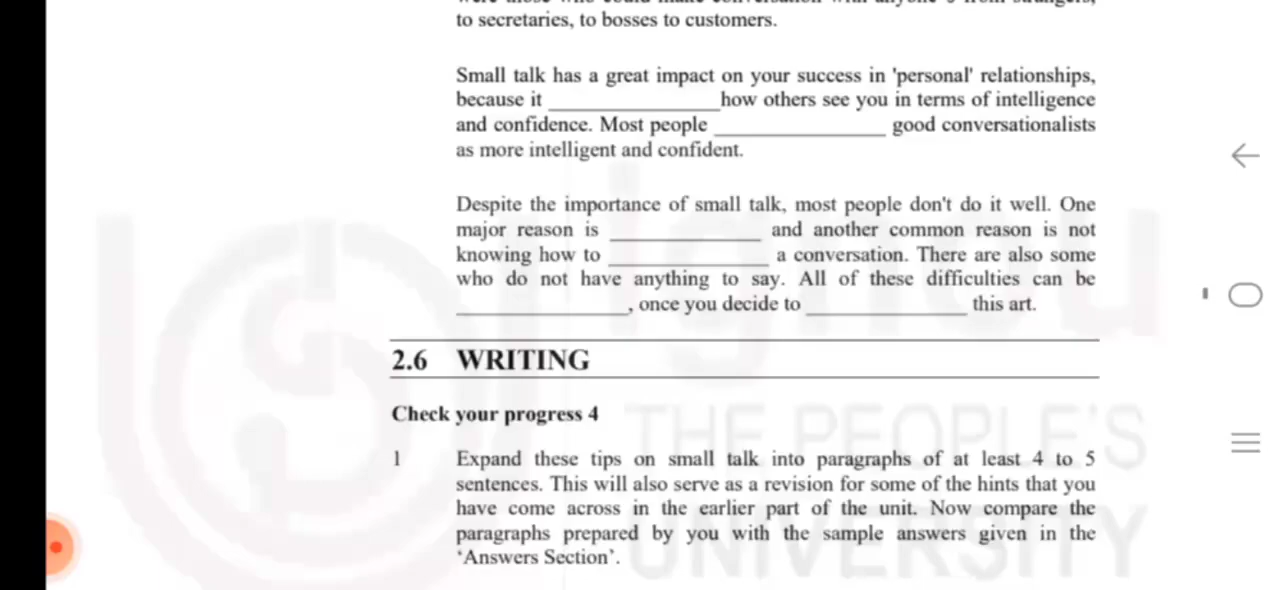 to secretaries, to bosses to customers.
Small talk has a great impact on your success in 'personal' relationships,
because it ____________ how others see you in terms of intelligence
and confidence. Most people ____________ good conversationalists
as more intelligent and confident.
Despite the importance of small talk, most people don't do it well. One
major reason is ____________ and another common reason is not
knowing how to ____________ a conversation. There are also some
who do not have anything to say. All of these difficulties can be
____________, once you decide to ____________ this art.
2.6 WRITING
Check your progress 4
1 Expand these tips on small talk into paragraphs of at least 4 to 5
sentences. This will also serve as a revision for some of the hints that you
have come across in the earlier part of the unit. Now compare the
paragraphs prepared by you with the sample answers given in the
‘Answers Section’.
ignou
THE PEOPLE'S
UNIVERSITY